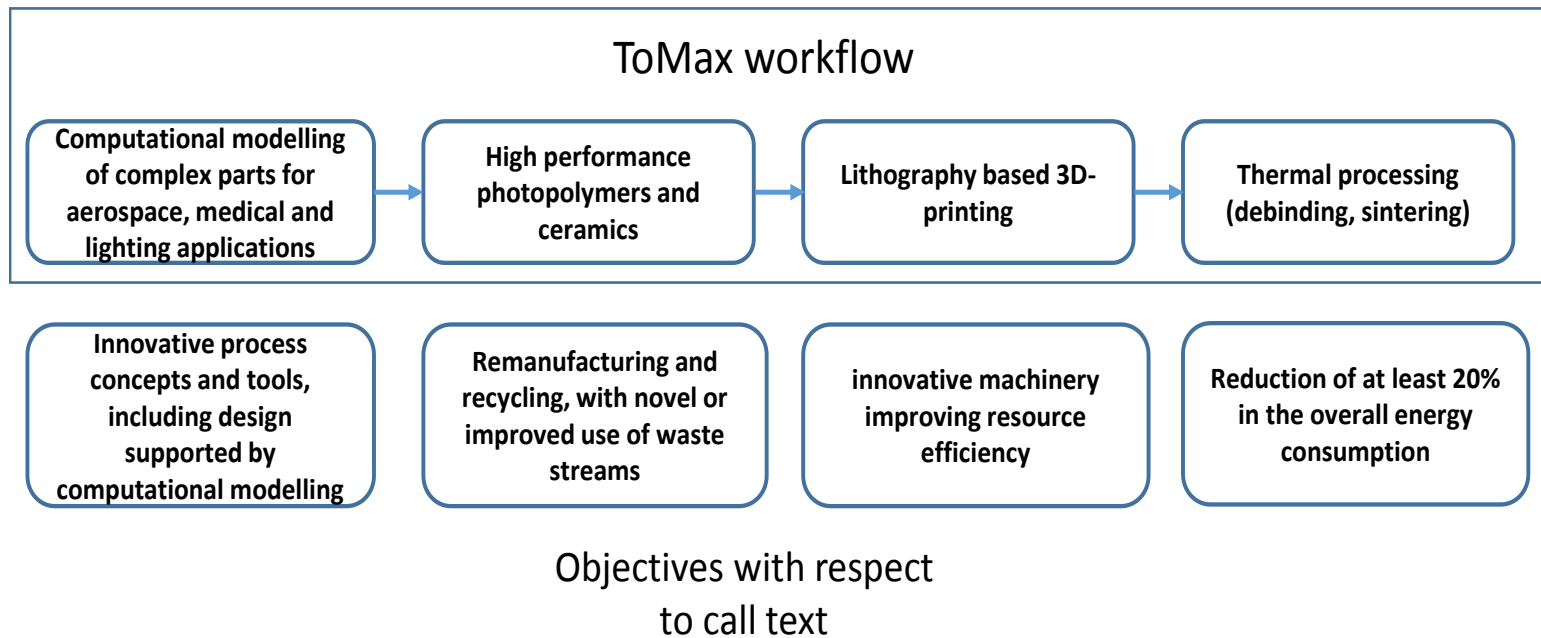 ToMax workflow
Computational modelling
of complex parts for
aerospace, medical and
lighting applications
High performance
photopolymers and
ceramics
Lithography based 3D-
printing
Thermal processing
(debinding, sintering)
Innovative process
concepts and tools,
including design
supported by
computational modelling
Remanufacturing and
recycling, with novel or
improved use of waste
streams
innovative machinery
improving resource
efficiency
Reduction of at least 20%
in the overall energy
consumption
Objectives with respect
to call text